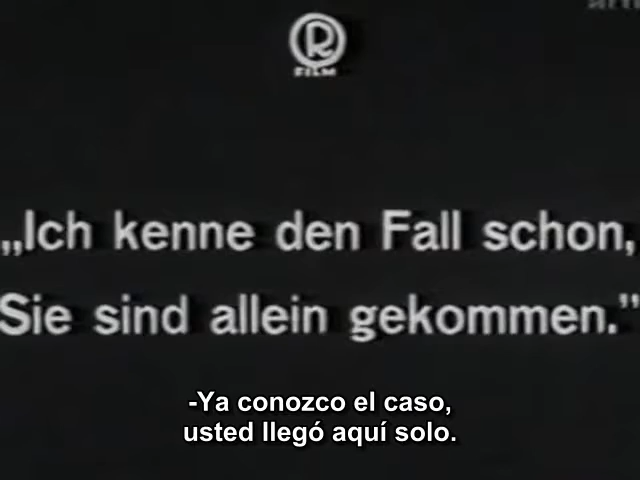 R
FILM
„Ich kenne den Fall schon,
Sie sind allein gekommen.”
-Ya conozco el caso,
usted llegó aquí solo.